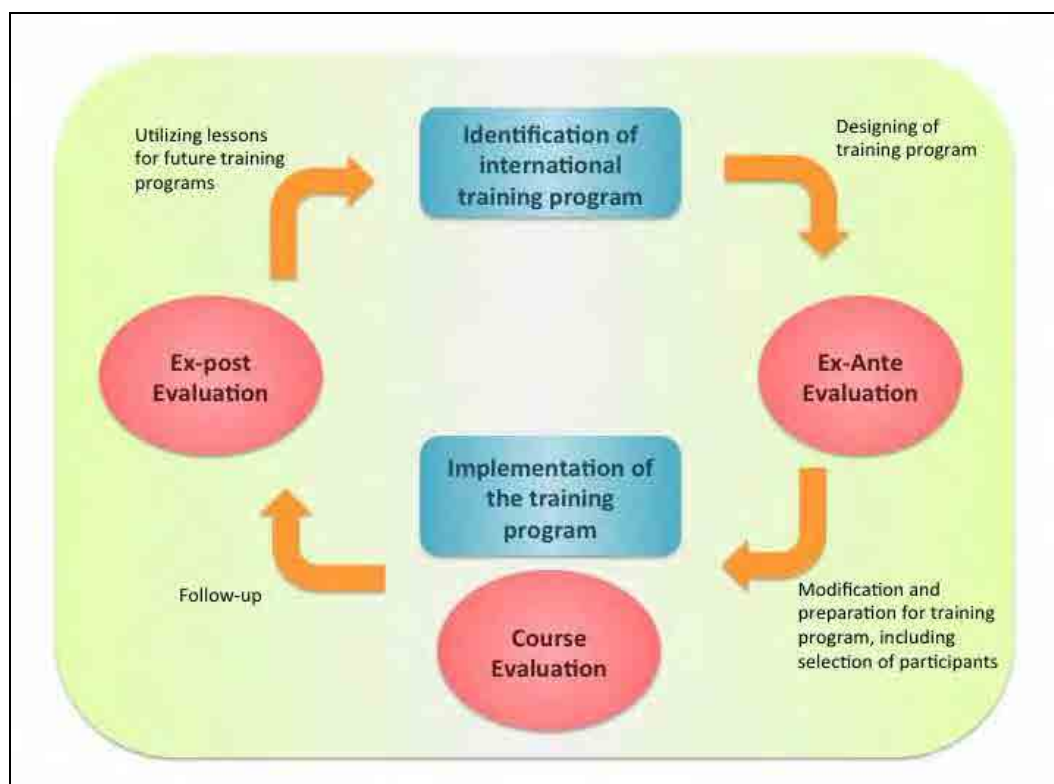 Utilizing lessons
for future training
programs
Identification of
international
training program
Designing of
training program
Ex-post
Evaluation
Ex-Ante
Evaluation
Implementation of
the training
program
Follow-up
Course
Evaluation
Modification and
preparation for training
program, including
selection of participants